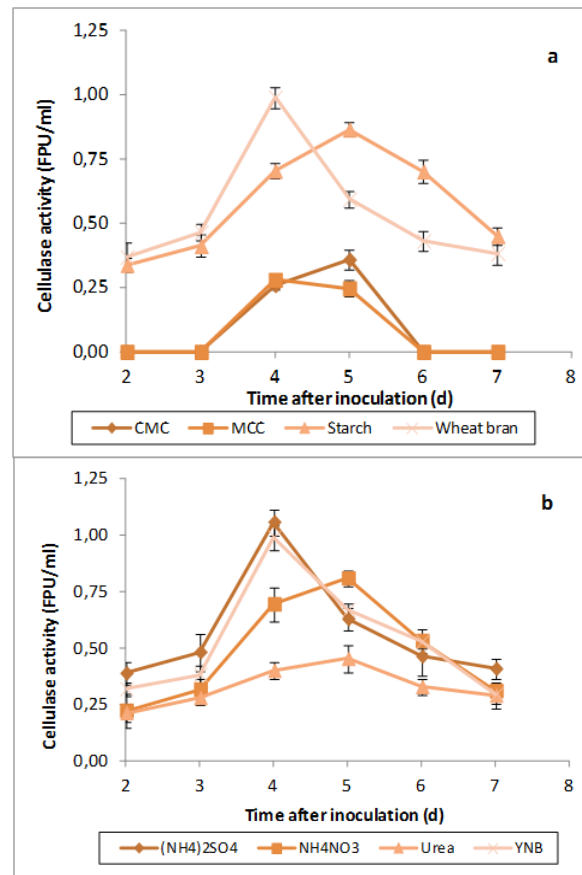 a
Cellulase activity (FPU/ml)
1,25
1,00
0,75
0,50
0,25
0,00
2 3 4 5 6 7 8
Time after inoculation (d)
CMC MCC Starch Wheat bran
b
Cellulase activity (FPU/ml)
1,25
1,00
0,75
0,50
0,25
0,00
2 3 4 5 6 7 8
Time after inoculation (d)
(NH4)2SO4 NH4NO3 Urea YNB